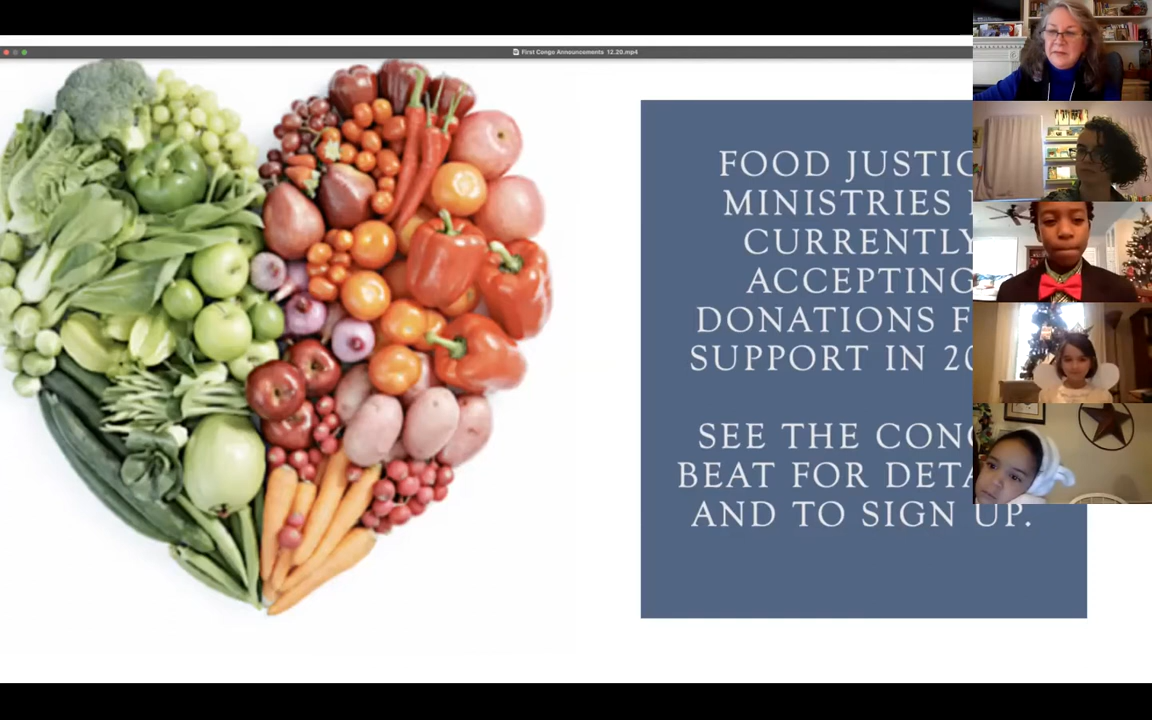 First Congo Announcements 12.20.mp4
FOOD JUSTIC
MINISTRIES
CURRENTLY
ACCEPTING
DONATIONS F
SUPPORT IN 20
SEE THE CONG
BEAT FOR DETA
AND TO SIGN UP.